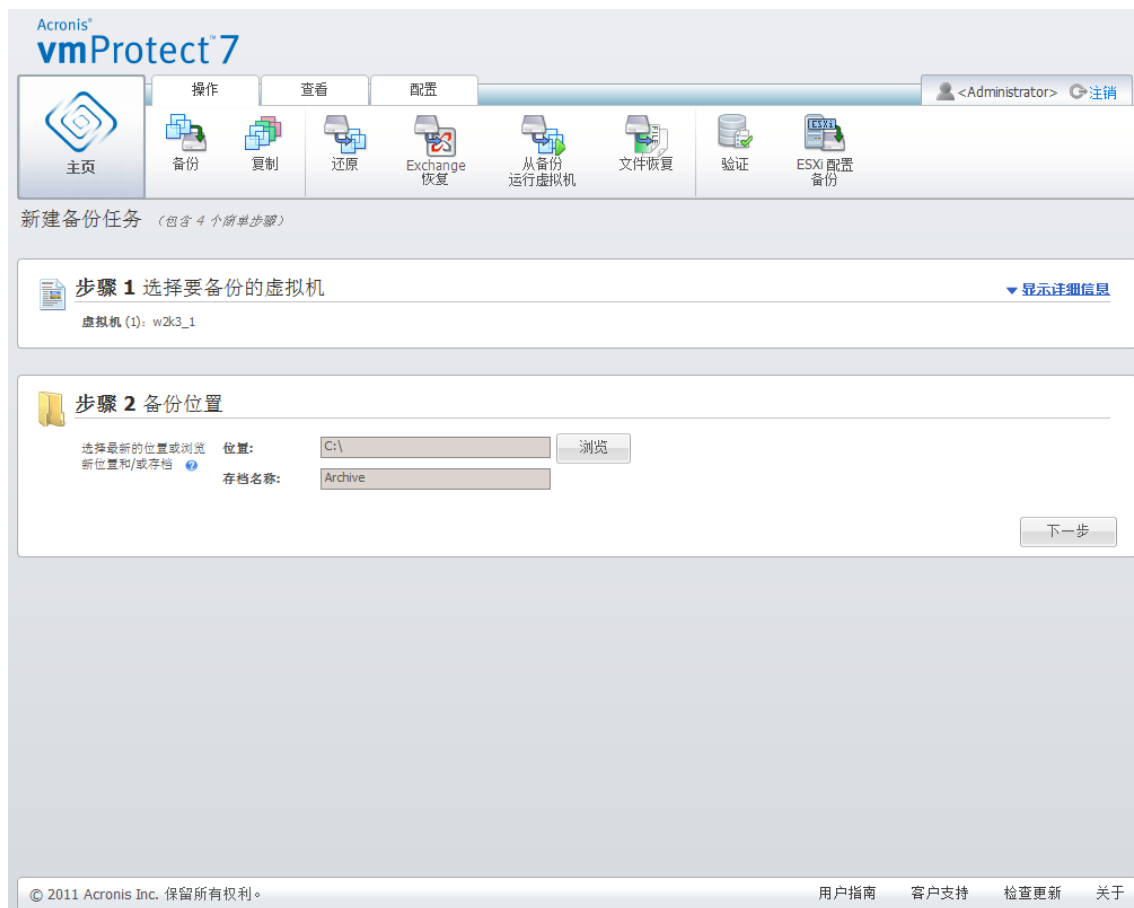 Acronis®
vmProtect™7
操作 查看 配置
<Administrator> 注销
主页
备份
复制
还原
Exchange
恢复
从备份
运行虚拟机
文件恢复
验证
ESXi 配置
备份
新建备份任务 (包含 4 个简单步骤)
步骤 1 选择要备份的虚拟机
显示详细信息
虚拟机 (1): w2k3_1
步骤 2 备份位置
选择最新的位置或浏览
新位置和/或存档
位置: C:\ 浏览
存档名称: Archive
下一步
© 2011 Acronis Inc. 保留所有权利。
用户指南 客户支持 检查更新 关于